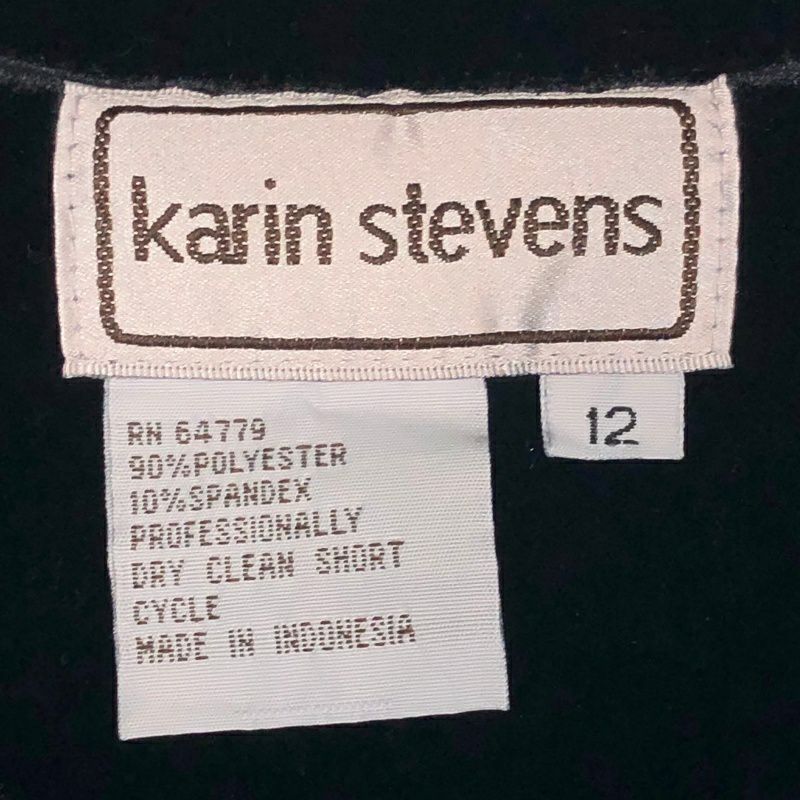 karin stevens
12
RN 64779
90%POLYESTER
10%SPANDEX
PROFESSIONALLY
DRY CLEAN SHORT
CYCLE
MADE IN INDONESIA